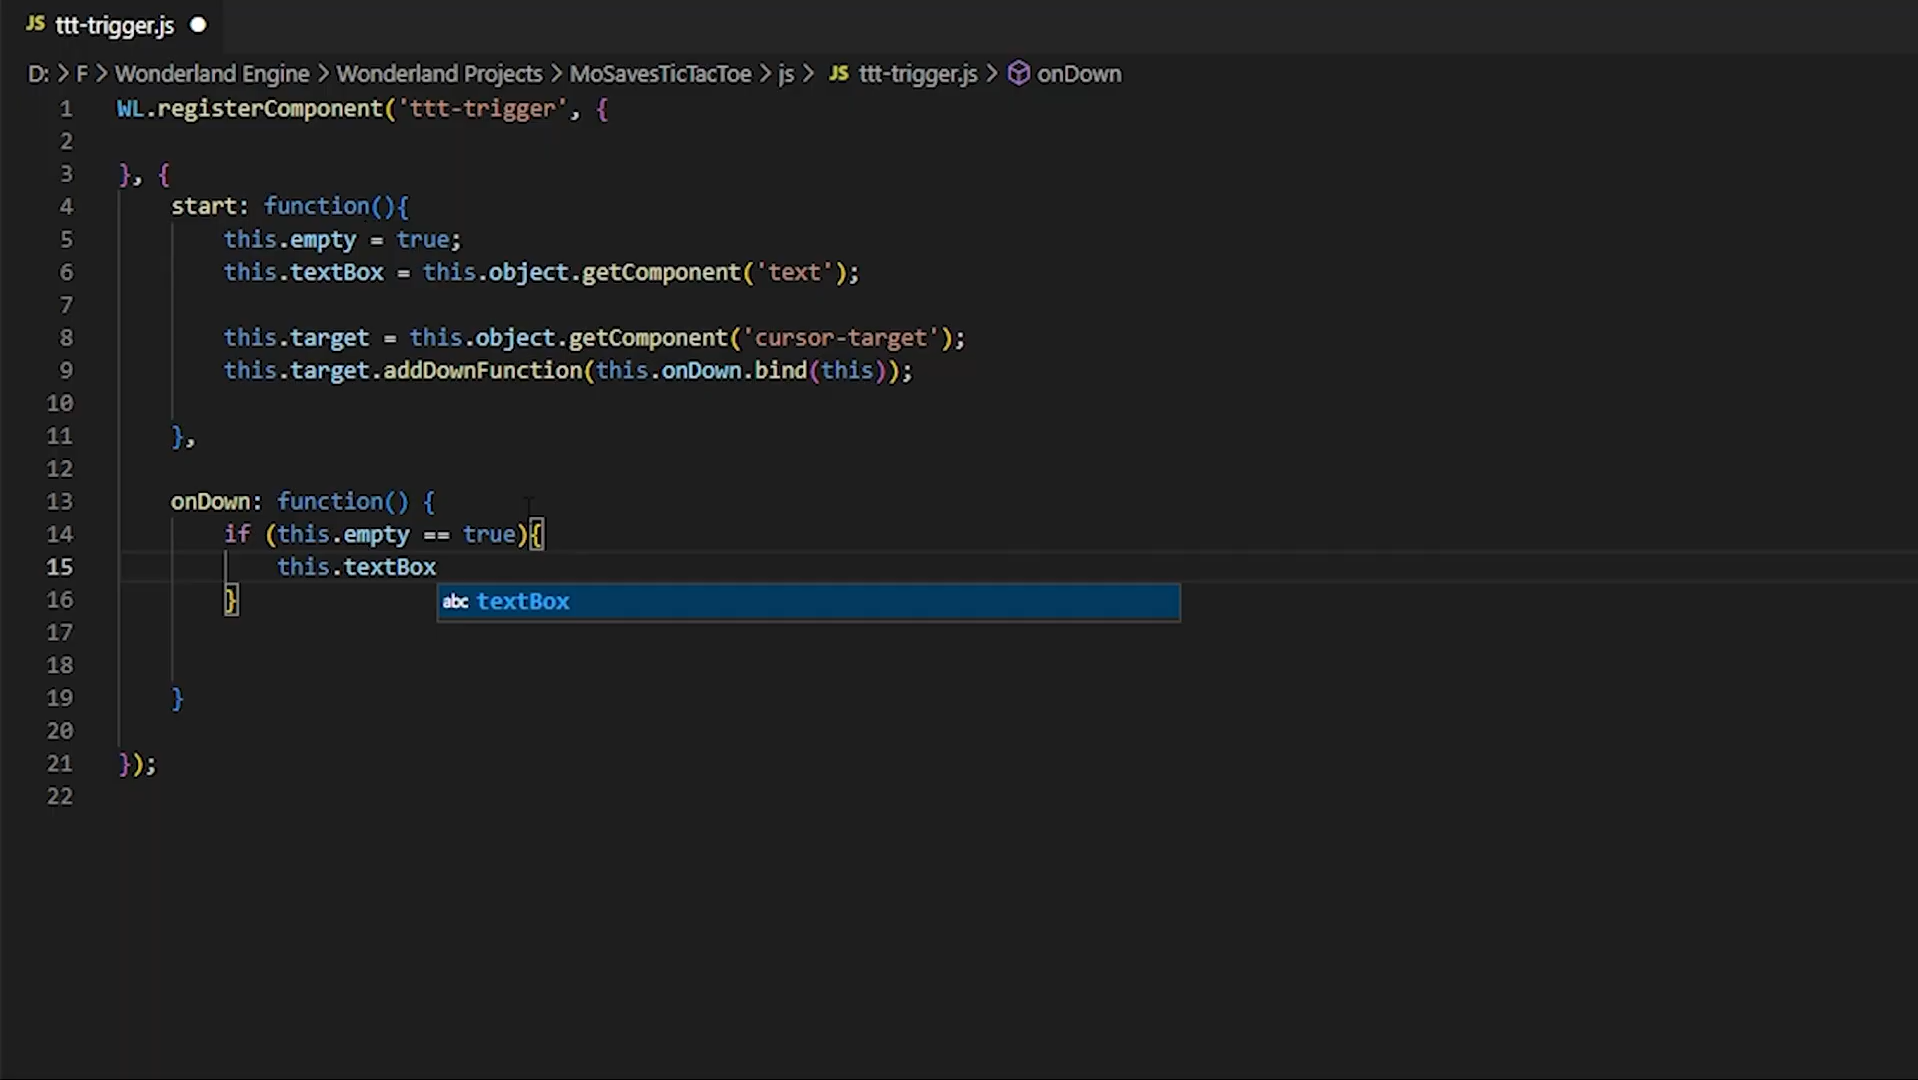 JS ttt-trigger.js
D: > F > Wonderland Engine > Wonderland Projects > MoSavesTicTacToe > js > JS ttt-trigger.js > onDown
1 WL.registerComponent('ttt-trigger', {
2
3 }, {
4 start: function(){
5 this.empty = true;
6 this.textBox = this.object.getComponent('text');
7
8 this.target = this.object.getComponent('cursor-target');
9 this.target.addDownFunction(this.onDown.bind(this));
10
11 },
12
13 onDown: function() {
14 if (this.empty == true){
15 this.textBox
16 }
abc textBox
17
18
19 }
20
21 });
22